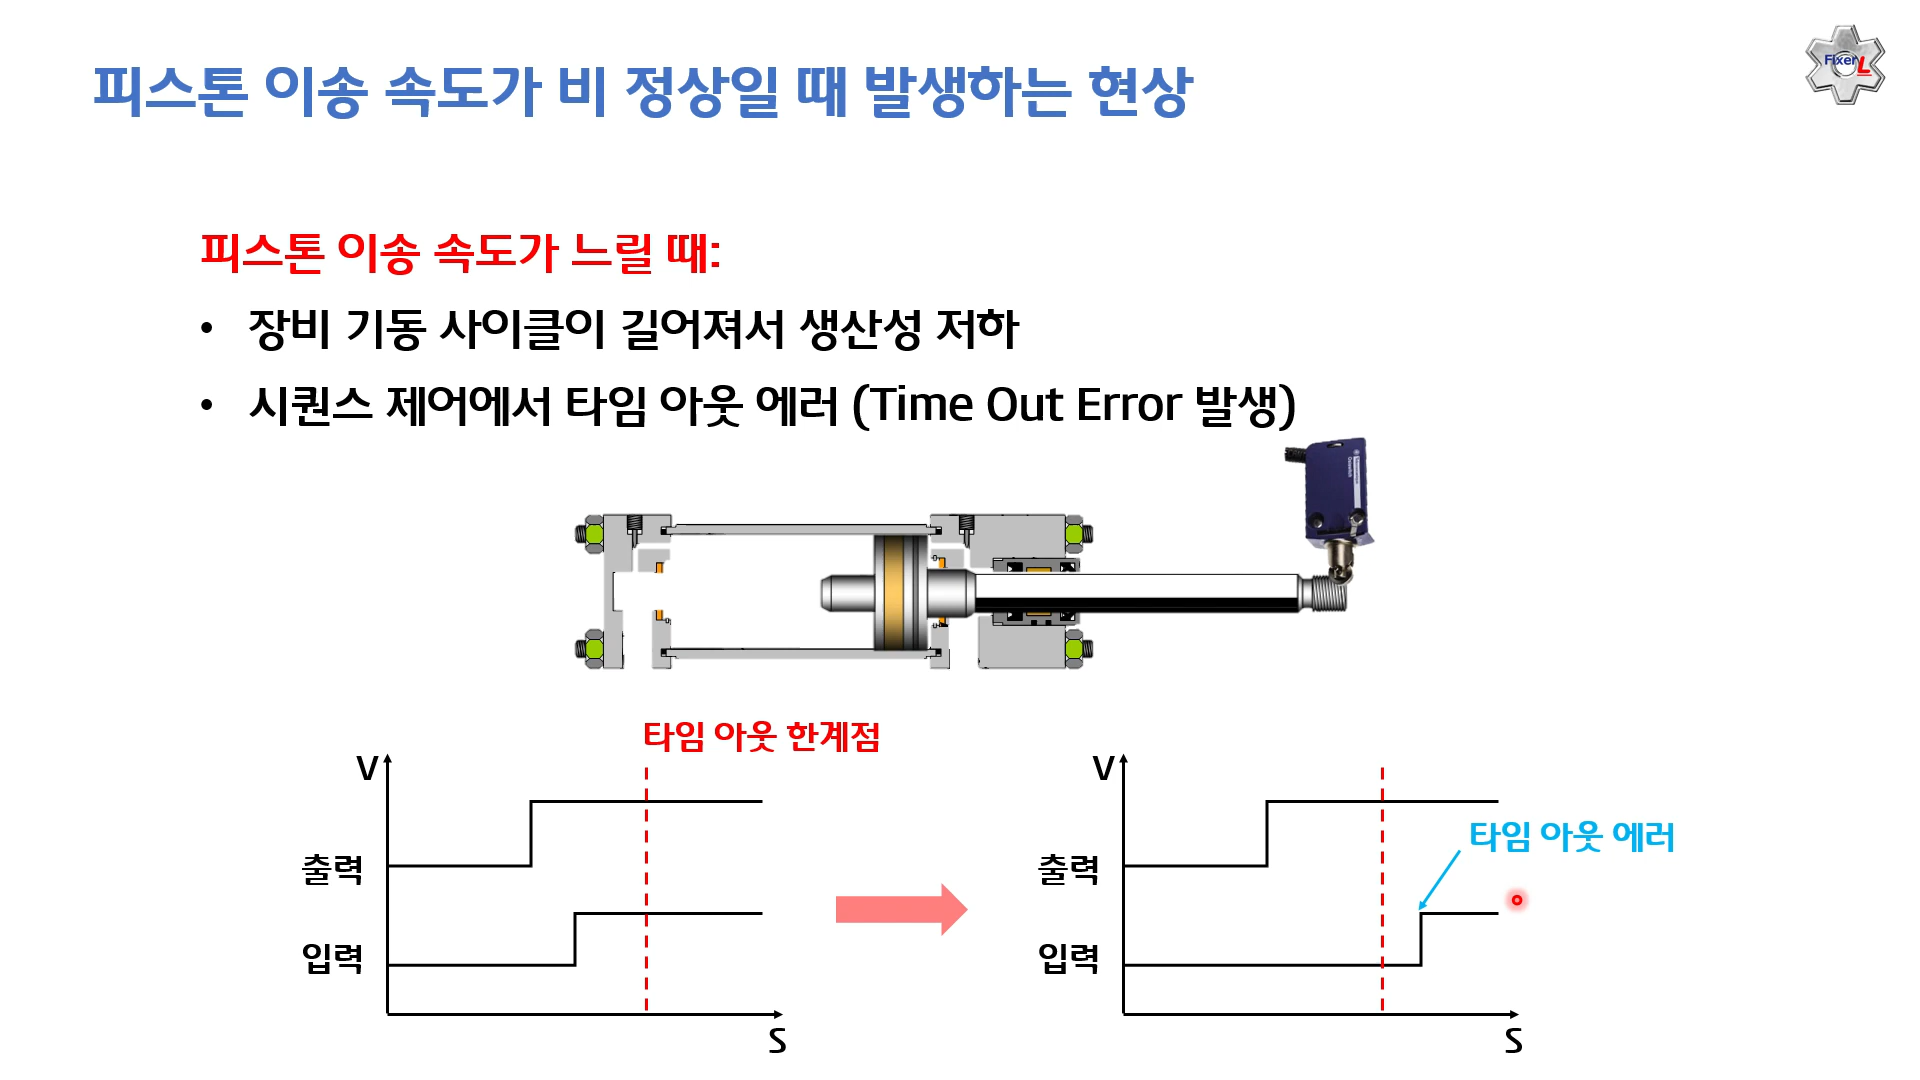 피스톤 이송 속도가 비 정상일 때 발생하는 현상
Fixer L
피스톤 이송 속도가 느릴 때:
• 장비 기동 사이클이 길어져서 생산성 저하
• 시퀀스 제어에서 타임 아웃 에러 (Time Out Error 발생)
타임 아웃 한계점
V
출력
입력
S
V
출력
입력
S
타임 아웃 에러